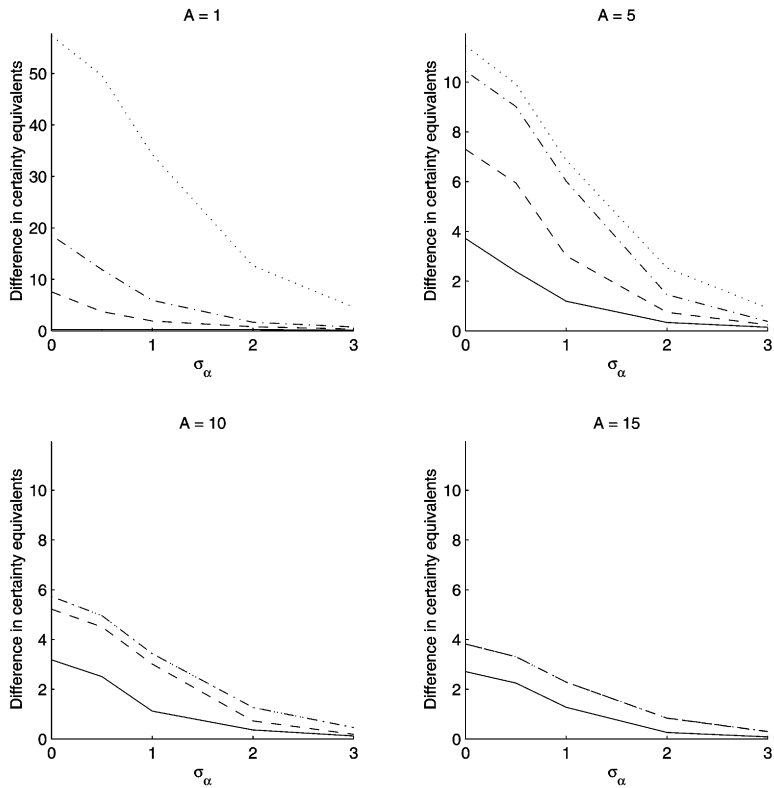 A = 1
Difference in certainty equivalents
50
40
30
20
10
0
0 1 2 3
σα
A = 5
Difference in certainty equivalents
10
8
6
4
2
0
0 1 2 3
σα
A = 10
Difference in certainty equivalents
10
8
6
4
2
0
0 1 2 3
σα
A = 15
Difference in certainty equivalents
10
8
6
4
2
0
0 1 2 3
σα